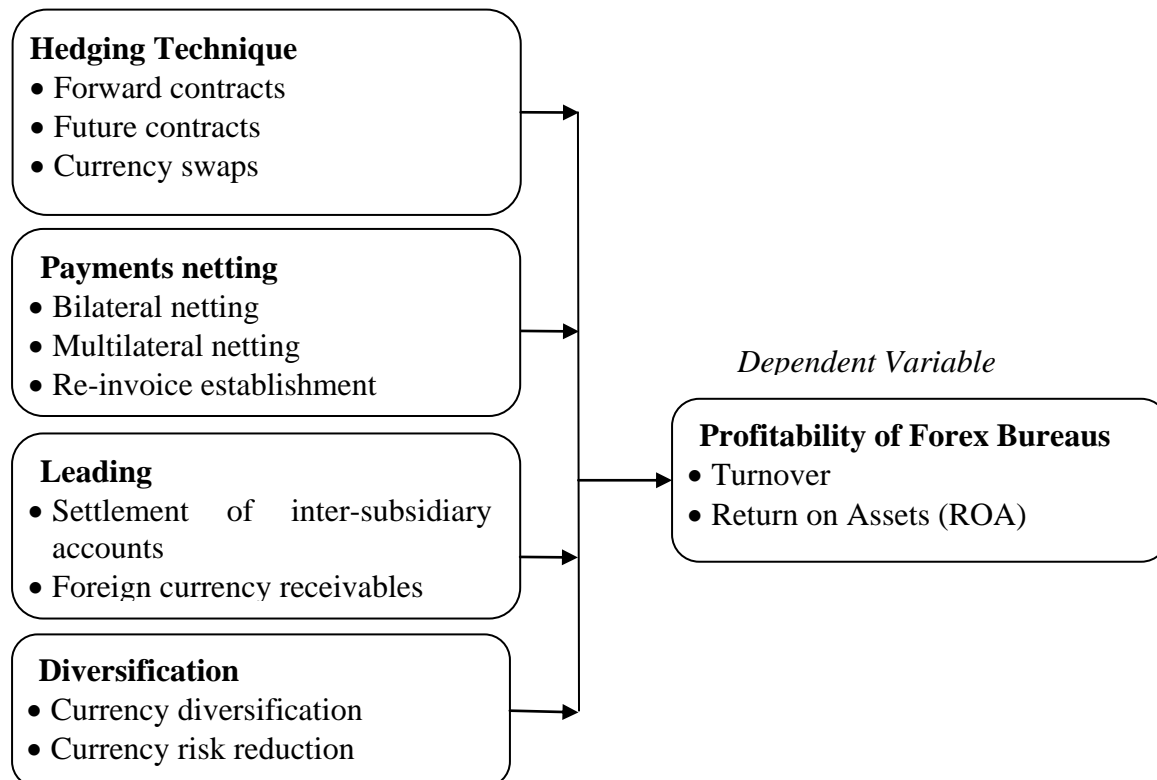 Hedging Technique
• Forward contracts
• Future contracts
• Currency swaps
Payments netting
• Bilateral netting
• Multilateral netting
• Re-invoice establishment
Leading
• Settlement of inter-subsidiary
accounts
• Foreign currency receivables
Diversification
• Currency diversification
• Currency risk reduction
Dependent Variable
Profitability of Forex Bureaus
• Turnover
• Return on Assets (ROA)